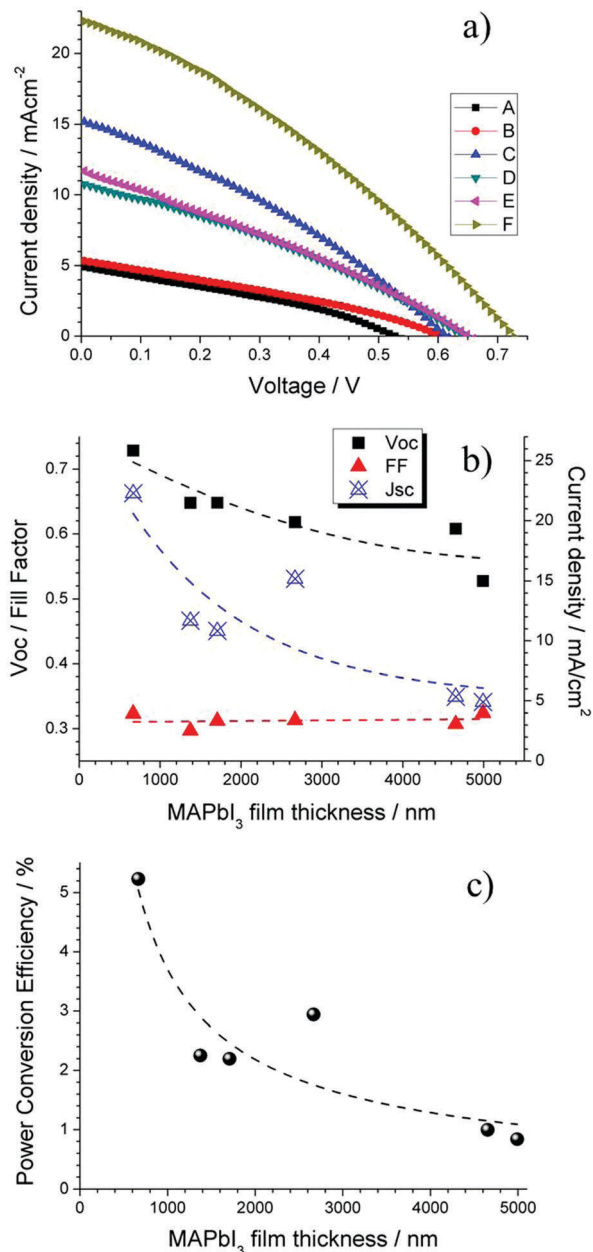 a)
20
15
10
5
0
Current density / mAcm⁻²
A
B
C
D
E
F
0.0 0.1 0.2 0.3 0.4 0.5 0.6 0.7
Voltage / V
b)
Voc
FF
Jsc
0.7
0.6
0.5
0.4
0.3
Voc / Fill Factor
25
20
15
10
5
0
Current density / mA/cm²
0 1000 2000 3000 4000 5000
MAPbI₃ film thickness / nm
c)
5
4
3
2
1
0
Power Conversion Efficiency / %
0 1000 2000 3000 4000 5000
MAPbI₃ film thickness / nm